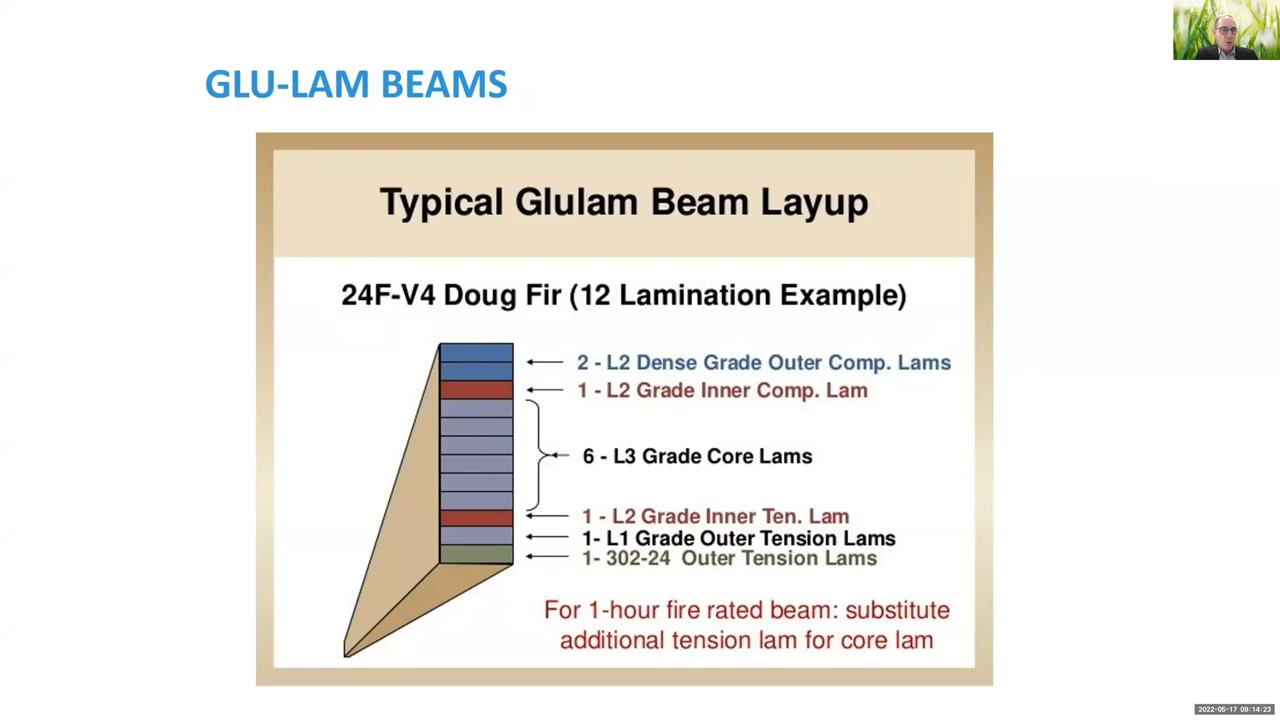 GLU-LAM BEAMS
Typical Glulam Beam Layup
24F-V4 Doug Fir (12 Lamination Example)
2 - L2 Dense Grade Outer Comp. Lams
1 - L2 Grade Inner Comp. Lam
6 - L3 Grade Core Lams
1 - L2 Grade Inner Ten. Lam
1- L1 Grade Outer Tension Lams
1- 302-24 Outer Tension Lams
For 1-hour fire rated beam: substitute
additional tension lam for core lam
2022-05-17 09:14:23